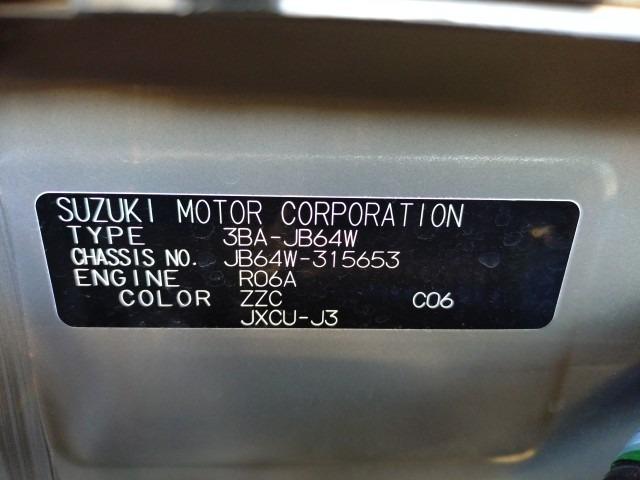 SUZUKI MOTOR CORPORATION
TYPE 3BA-JB64W
CHASSIS NO. JB64W-315653
ENGINE R06A
COLOR ZZC C06
JXCU-J3